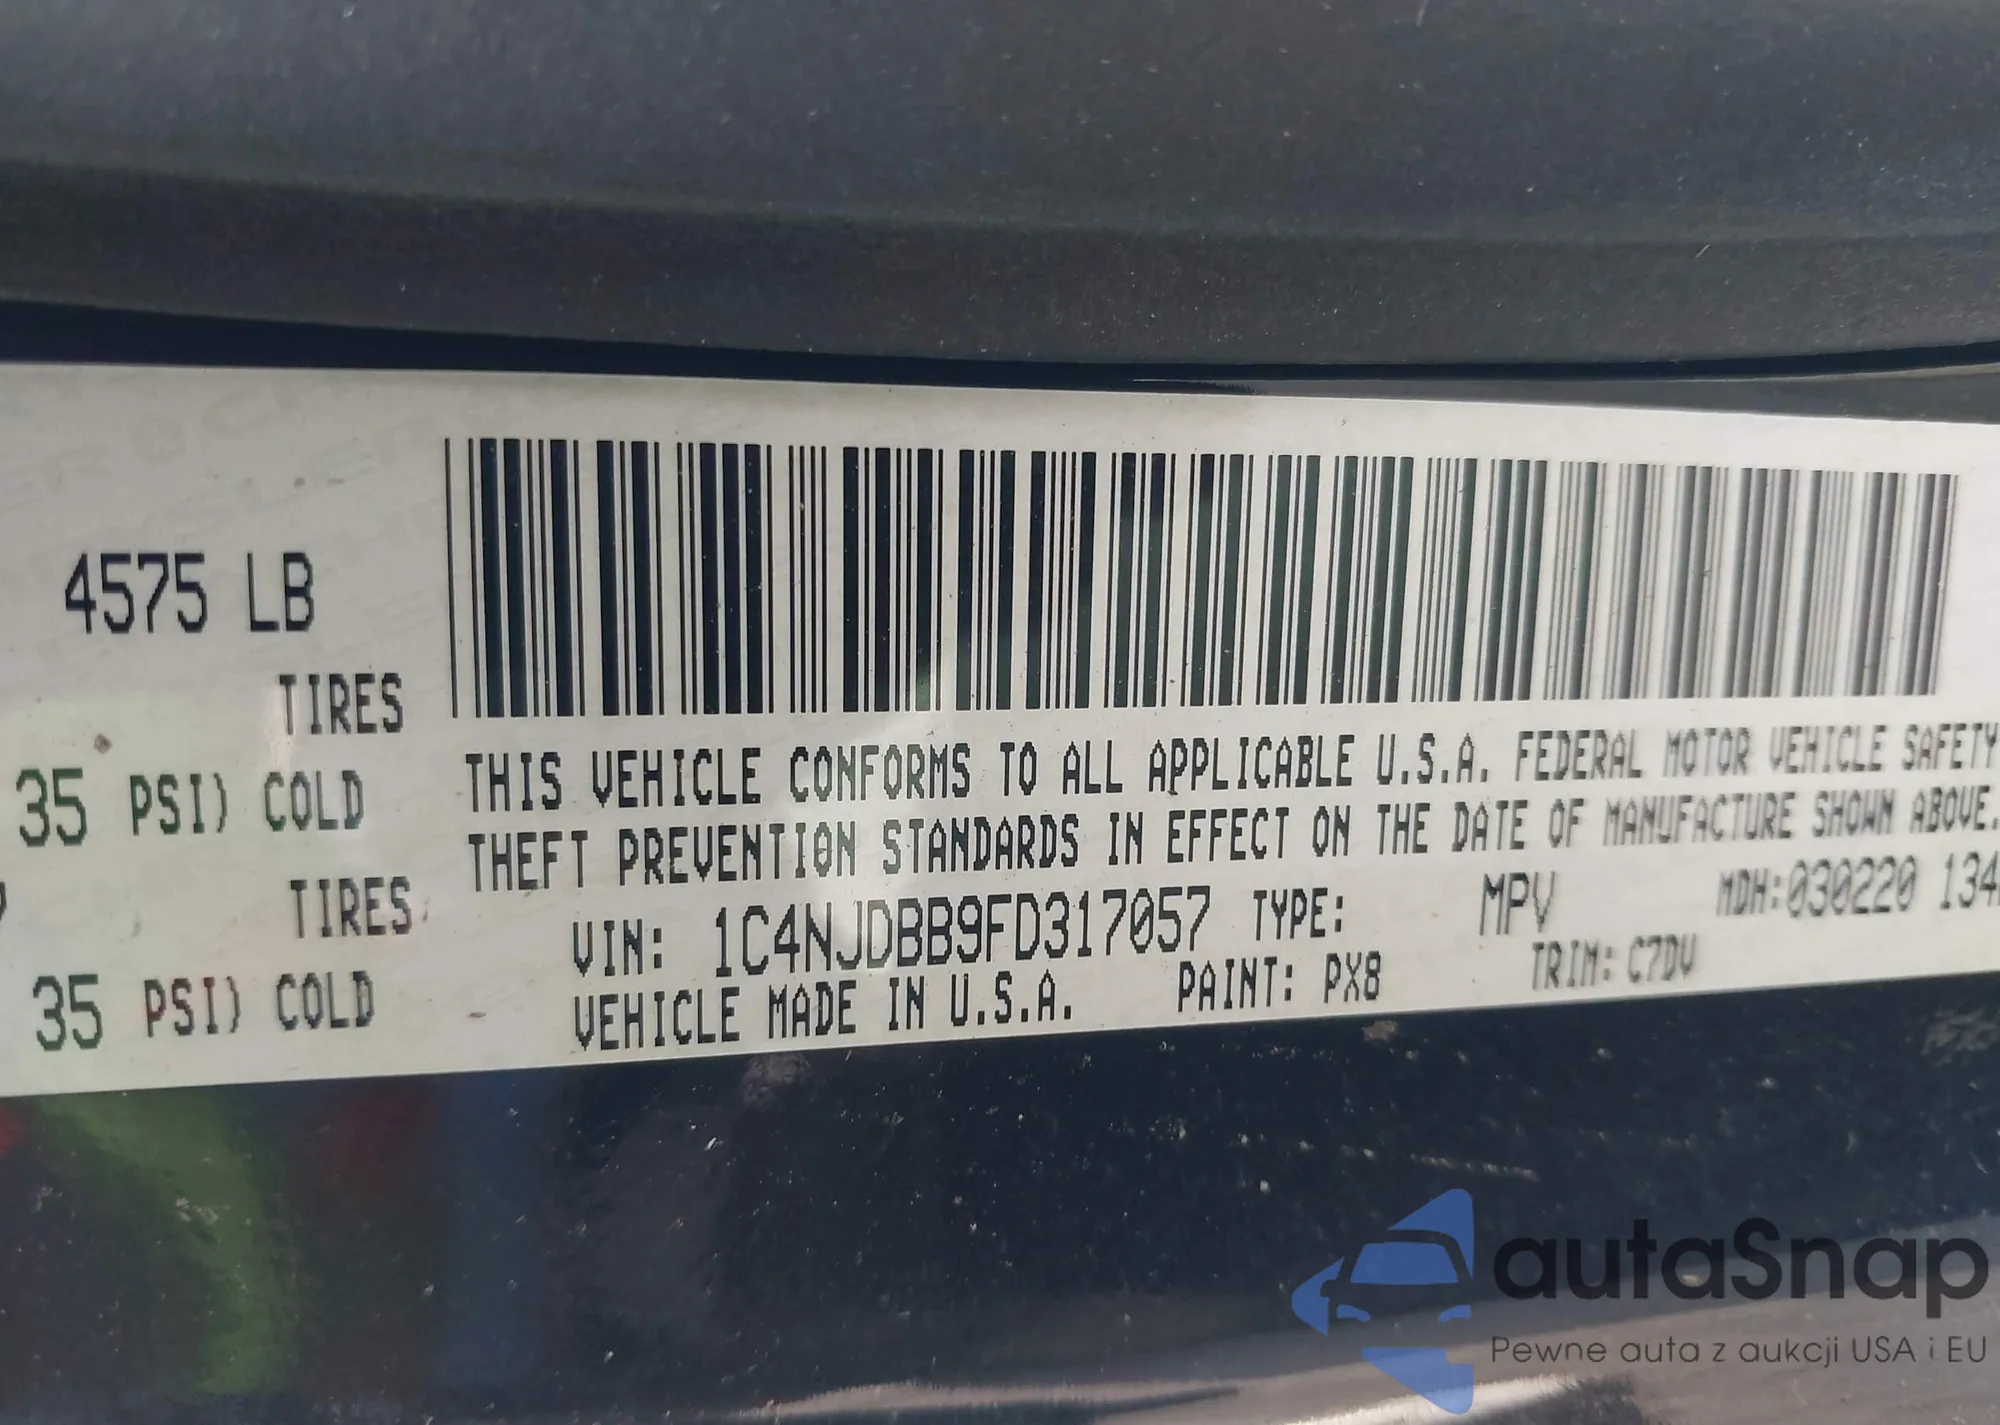 4575 LB
TIRES
35 PSI) COLD
TIRES
35 PSI) COLD
THIS VEHICLE CONFORMS TO ALL APPLICABLE U.S.A. FEDERAL MOTOR VEHICLE SAFETY
THEFT PREVENTION STANDARDS IN EFFECT ON THE DATE OF MANUFACTURE SHOWN ABOVE.
VIN: 1C4NJDBB9FD317057 TYPE: MPV MDH:030220 134
VEHICLE MADE IN U.S.A. PAINT: PX8 TRIM: C7DV
autaSnap
Pewne auta z aukcji USA i EU